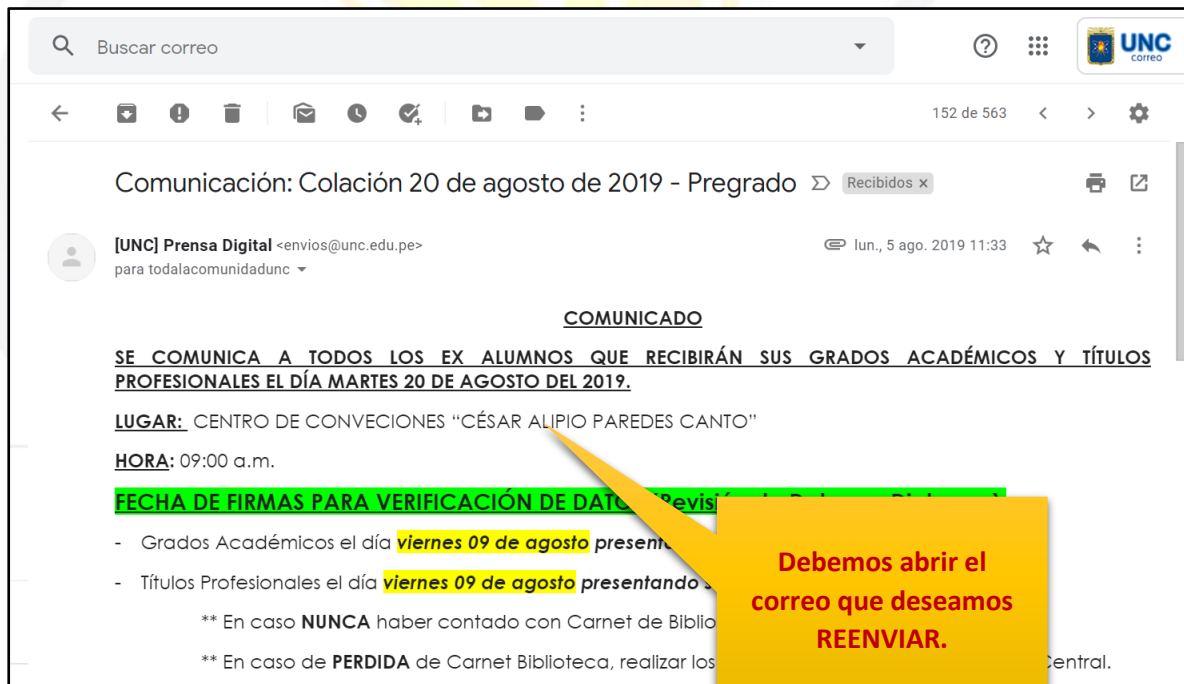 Buscar correo
UNC
correo
152 de 563
Comunicación: Colación 20 de agosto de 2019 - Pregrado Recibidos x
[UNC] Prensa Digital <envios@unc.edu.pe> lun., 5 ago. 2019 11:33
para todalacomunidadunc
COMUNICADO
SE COMUNICA A TODOS LOS EX ALUMNOS QUE RECIBIRÁN SUS GRADOS ACADÉMICOS Y TÍTULOS
PROFESIONALES EL DÍA MARTES 20 DE AGOSTO DEL 2019.
LUGAR: CENTRO DE CONVECIONES “CÉSAR ALIPIO PAREDES CANTO”
HORA: 09:00 a.m.
FECHA DE FIRMAS PARA VERIFICACIÓN DE
- Grados Académicos el día viernes 09 de agosto
- Títulos Profesionales el día viernes 09 de agosto presentando
** En caso NUNCA haber contado con Carnet de
** En caso de PERDIDA de Carnet Biblioteca, realizar los
Debemos abrir el
correo que deseamos
REENVIAR.